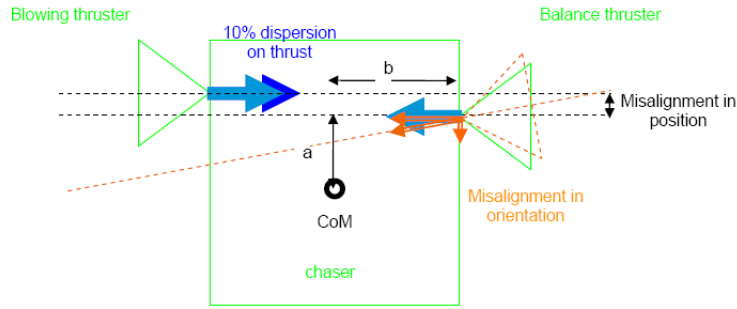 Blowing thruster
Balance thruster
10% dispersion
on thrust
b
Misalignment in
position
a
Misalignment in
orientation
CoM
chaser